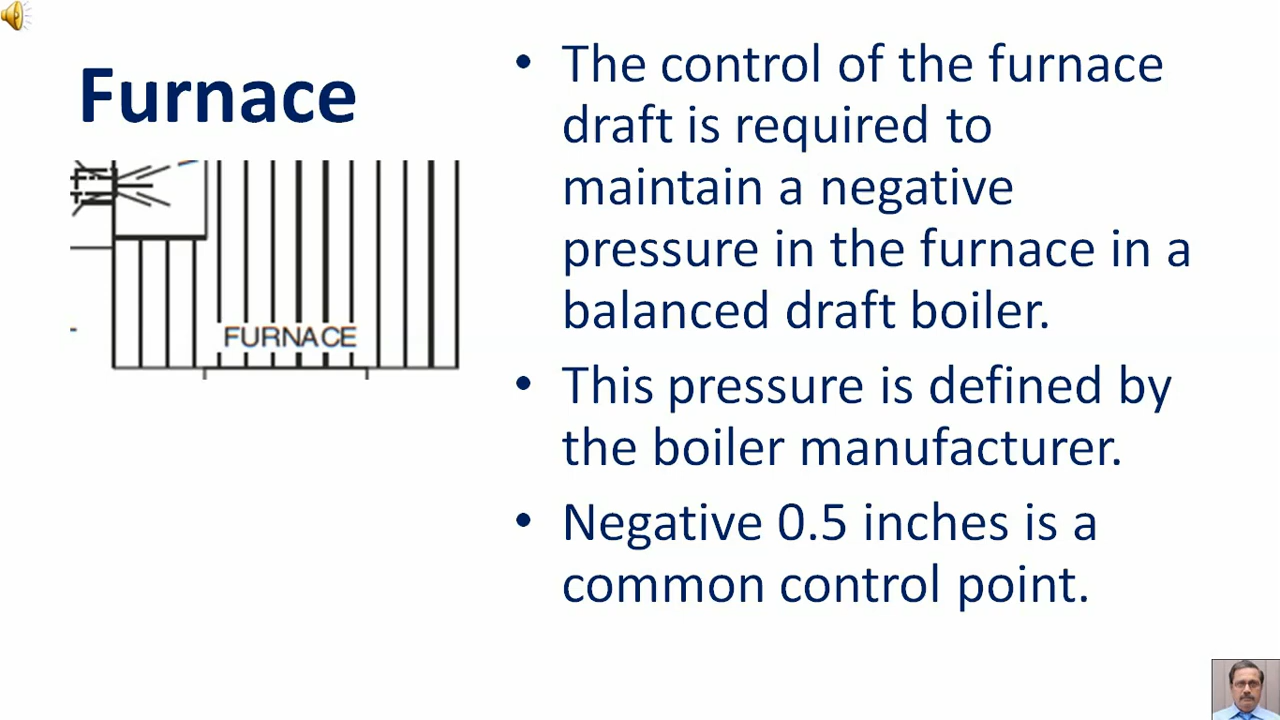 Furnace
FURNACE
• The control of the furnace
draft is required to
maintain a negative
pressure in the furnace in a
balanced draft boiler.
• This pressure is defined by
the boiler manufacturer.
• Negative 0.5 inches is a
common control point.